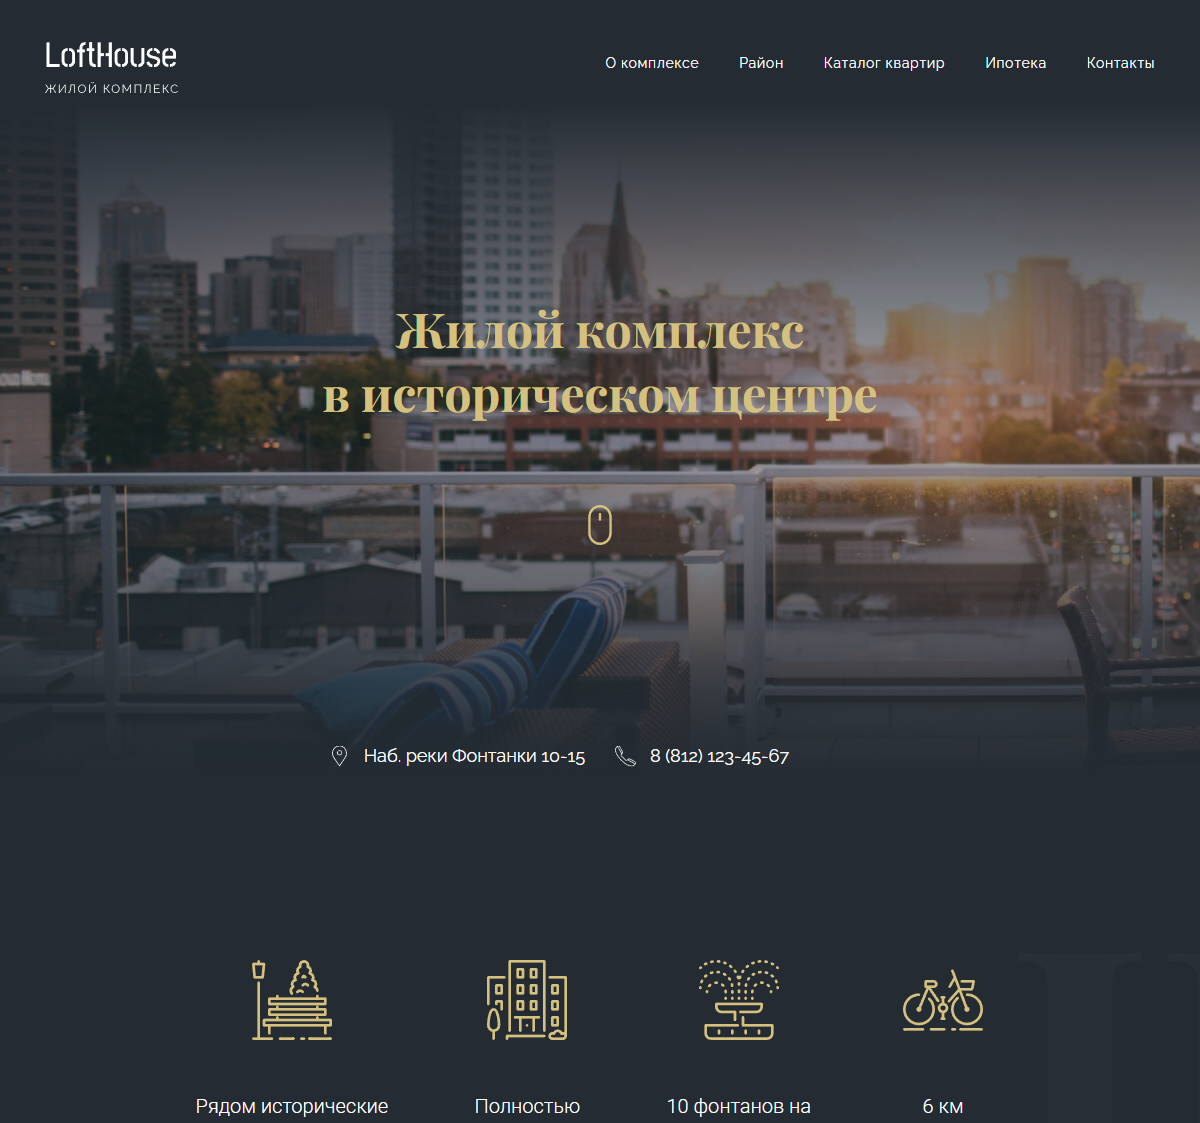 LoftHouse
ЖИЛОЙ КОМПЛЕКС
О комплексе Район Каталог квартир Ипотека Контакты
Жилой комплекс
в историческом центре
Наб. реки Фонтанки 10-15 8 (812) 123-45-67
Рядом исторические Полностью 10 фонтанов на 6 км